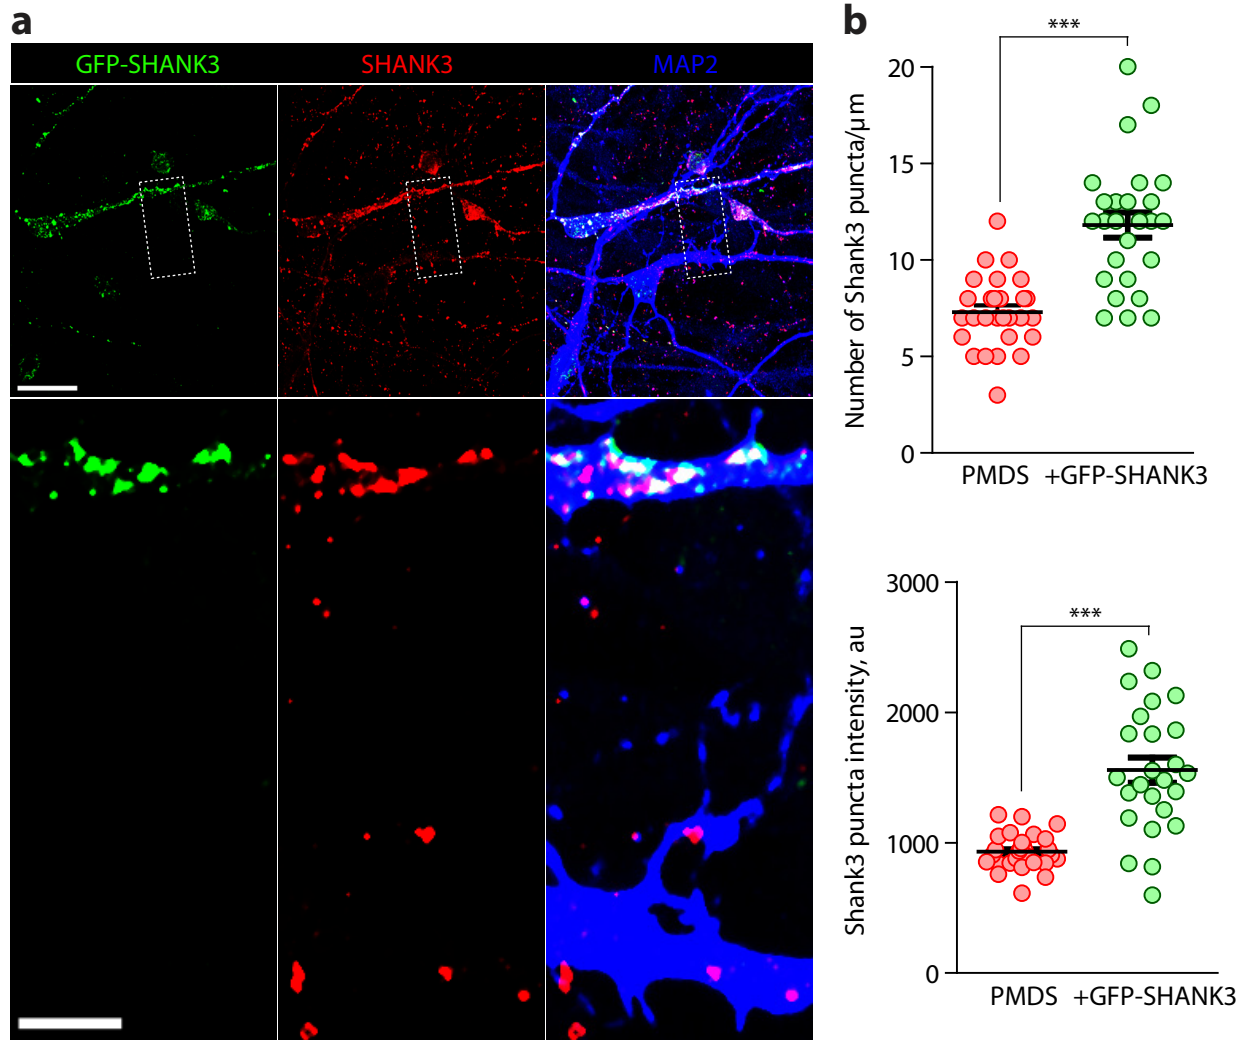 a
GFP-SHANK3 SHANK3 MAP2
b
***
Number of Shank3 puncta/μm
20
15
10
5
0
PMDS +GFP-SHANK3
***
Shank3 puncta intensity, au
3000
2000
1000
0
PMDS +GFP-SHANK3